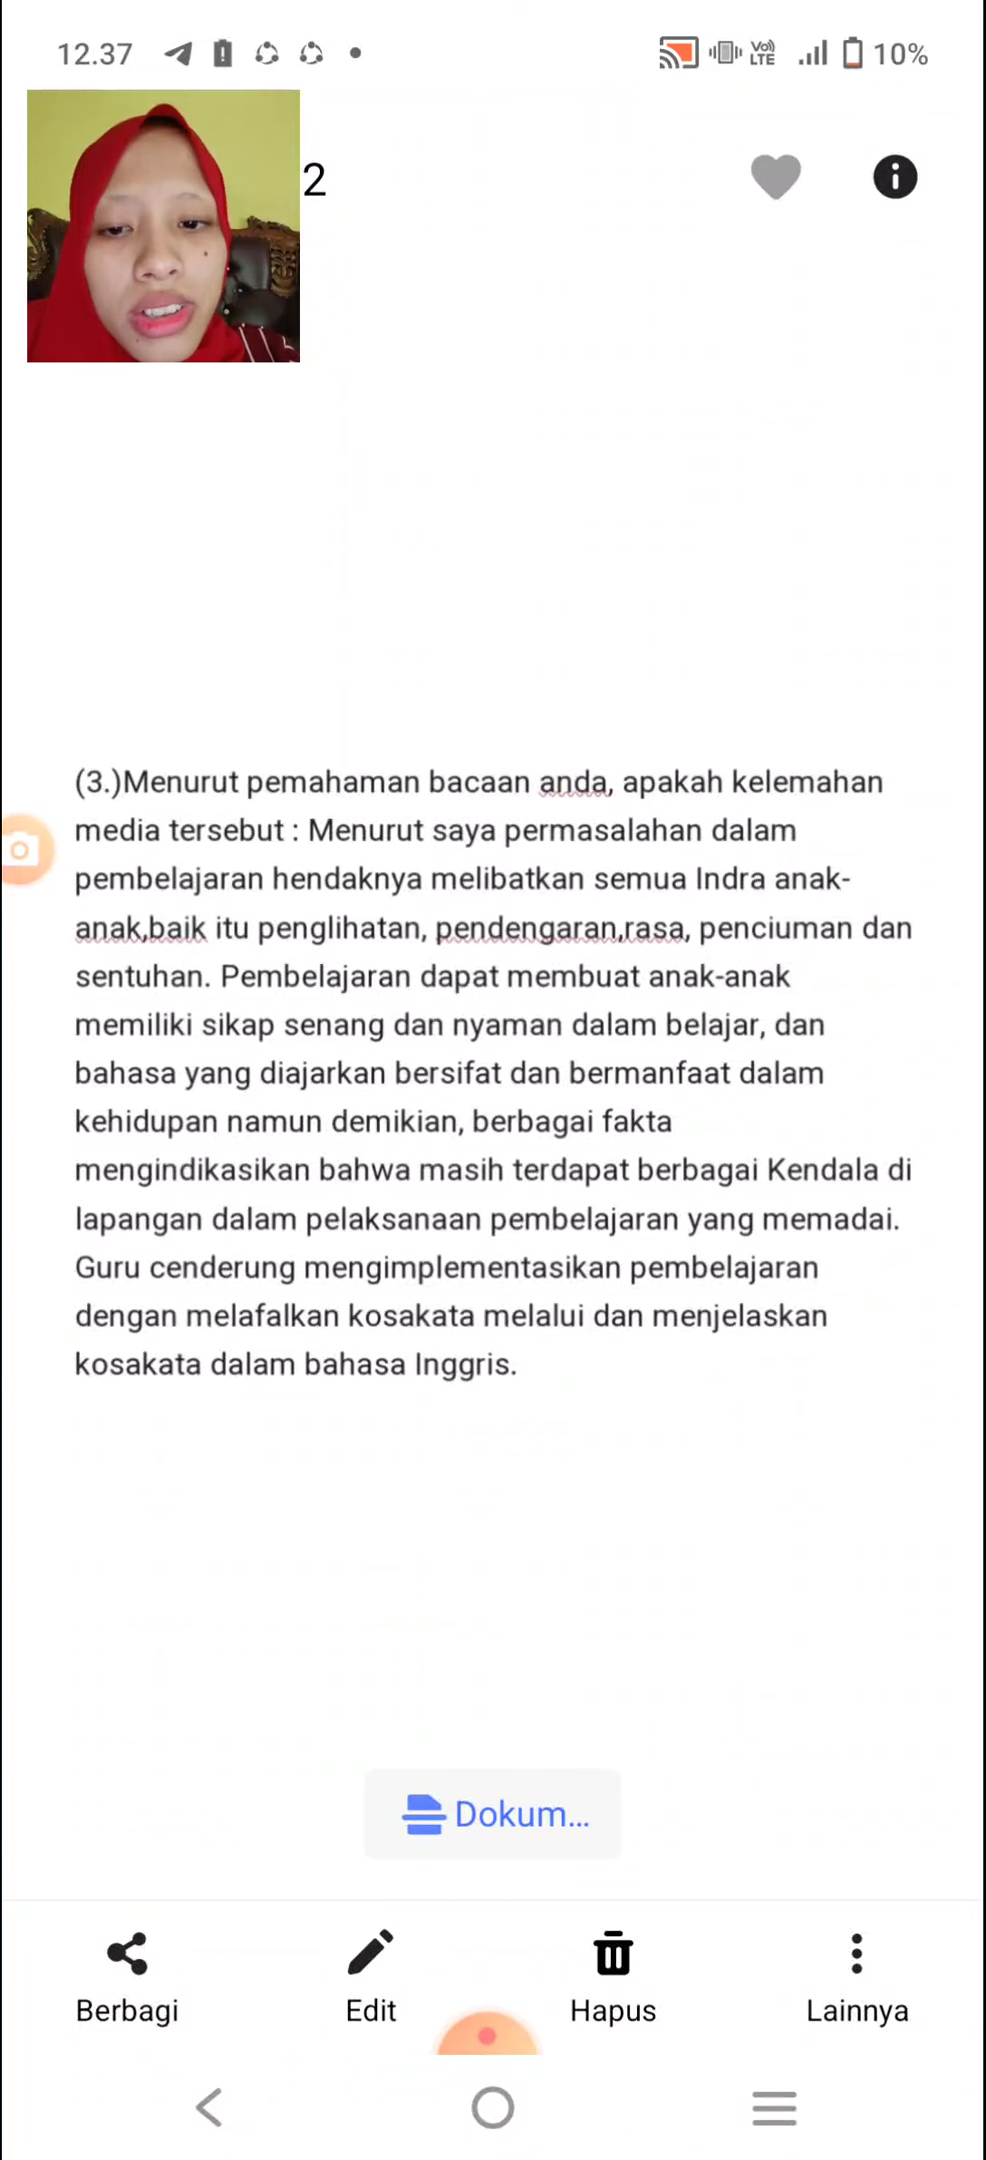 12.37
Vo)) LTE
10%
2
(3.)Menurut pemahaman bacaan anda, apakah kelemahan
media tersebut : Menurut saya permasalahan dalam
pembelajaran hendaknya melibatkan semua Indra anak-
anak,baik itu penglihatan, pendengaran,rasa, penciuman dan
sentuhan. Pembelajaran dapat membuat anak-anak
memiliki sikap senang dan nyaman dalam belajar, dan
bahasa yang diajarkan bersifat dan bermanfaat dalam
kehidupan namun demikian, berbagai fakta
mengindikasikan bahwa masih terdapat berbagai Kendala di
lapangan dalam pelaksanaan pembelajaran yang memadai.
Guru cenderung mengimplementasikan pembelajaran
dengan melafalkan kosakata melalui dan menjelaskan
kosakata dalam bahasa Inggris.
Dokum...
Berbagi
Edit
Hapus
Lainnya